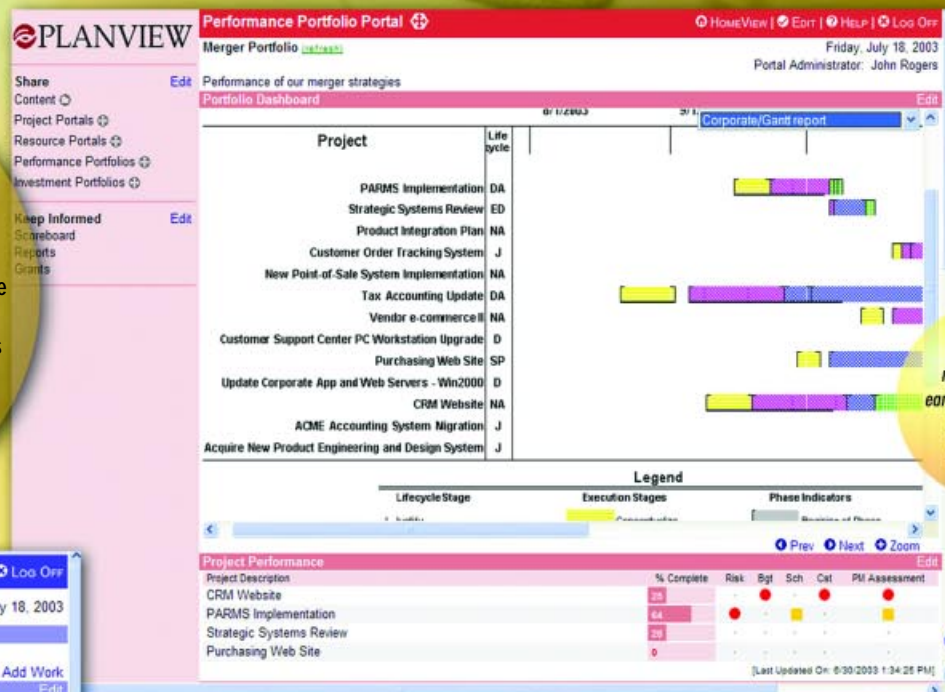 PLANVIEW
Performance Portfolio Portal
HOMEVIEW | EDIT | HELP | LOG OFF
Merger Portfolio (refresh)
Friday, July 18, 2003
Portal Administrator: John Rogers
Performance of our merger strategies
Share Edit
Content
Project Portals
Resource Portals
Performance Portfolios
Investment Portfolios
Keep Informed Edit
Scoreboard
Reports
Grants
Portfolio Dashboard Edit
8/1/2003 9/1
Corporate/Gantt report
Project Life cycle
PARMS Implementation DA
Strategic Systems Review ED
Product Integration Plan NA
Customer Order Tracking System J
New Point-of-Sale System Implementation NA
Tax Accounting Update DA
Vendor e-commerce II NA
Customer Support Center PC Workstation Upgrade D
Purchasing Web Site SP
Update Corporate App and Web Servers - Win2000 D
CRM Website NA
ACME Accounting System Migration J
Acquire New Product Engineering and Design System J
Legend
Lifecycle Stage Execution Stages Phase Indicators
Prev Next Zoom
Project Performance Edit
Project Description % Complete Risk Bgt Sch Cst PM Assessment
CRM Website 25
PARMS Implementation 64
Strategic Systems Review
Purchasing Web Site 0
[Last Updated On: 6/30/2003 1:34:25 PM]
LOG OFF
y 18, 2003
Add Work
Edit